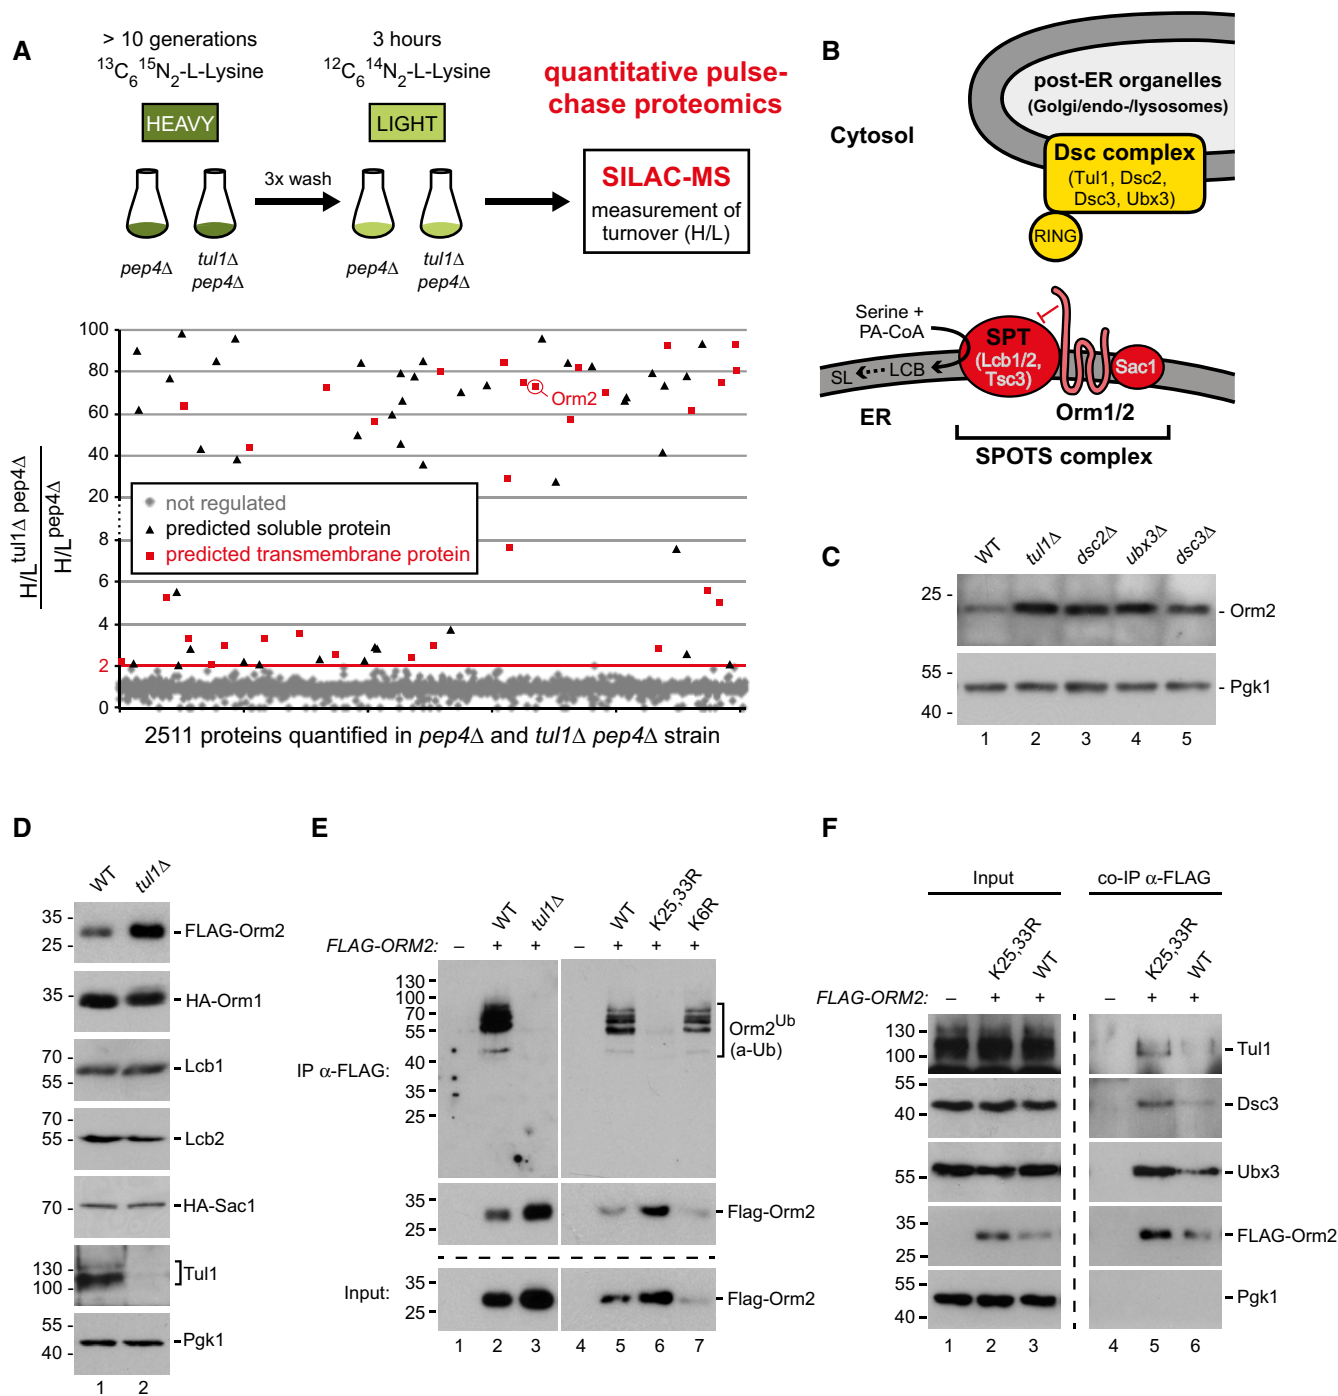 A
> 10 generations
13C6 15N2-L-Lysine
HEAVY
3 hours
12C6 14N2-L-Lysine
LIGHT
quantitative pulse-
chase proteomics
3x wash
SILAC-MS
measurement of
turnover (H/L)
pep4Δ
tul1Δ
pep4Δ
pep4Δ
tul1Δ
pep4Δ
H/L tul1Δ pep4Δ
H/L pep4Δ
100
80
60
40
20
8
6
4
2
0
Orm2
not regulated
predicted soluble protein
predicted transmembrane protein
2511 proteins quantified in pep4Δ and tul1Δ pep4Δ strain
B
post-ER organelles
(Golgi/endo-/lysosomes)
Cytosol
Dsc complex
(Tul1, Dsc2,
Dsc3, Ubx3)
RING
Serine +
PA-CoA
SPT
(Lcb1/2,
Tsc3)
SL
LCB
Sac1
ER
Orm1/2
SPOTS complex
C
WT
tul1Δ
dsc2Δ
ubx3Δ
dsc3Δ
25 -
- Orm2
55 -
- Pgk1
40 -
1 2 3 4 5
D
WT
tul1Δ
35 -
FLAG-Orm2
25 -
35 -
HA-Orm1
70 -
Lcb1
55 -
70 -
Lcb2
55 -
70 -
HA-Sac1
130 -
Tul1
100 -
55 -
Pgk1
40 -
1 2
E
WT
tul1Δ
WT
K25,33R
K6R
FLAG-ORM2: – + + – + + +
130
100
70
55
40
35
25
IP α-FLAG:
Orm2Ub
(a-Ub)
35
25
Flag-Orm2
Input:
35
25
Flag-Orm2
1 2 3 4 5 6 7
F
Input
co-IP α-FLAG
K25,33R
WT
K25,33R
WT
FLAG-ORM2: – + + – + +
130
100
Tul1
55
40
Dsc3
55
Ubx3
35
25
FLAG-Orm2
55
40
Pgk1
1 2 3 4 5 6